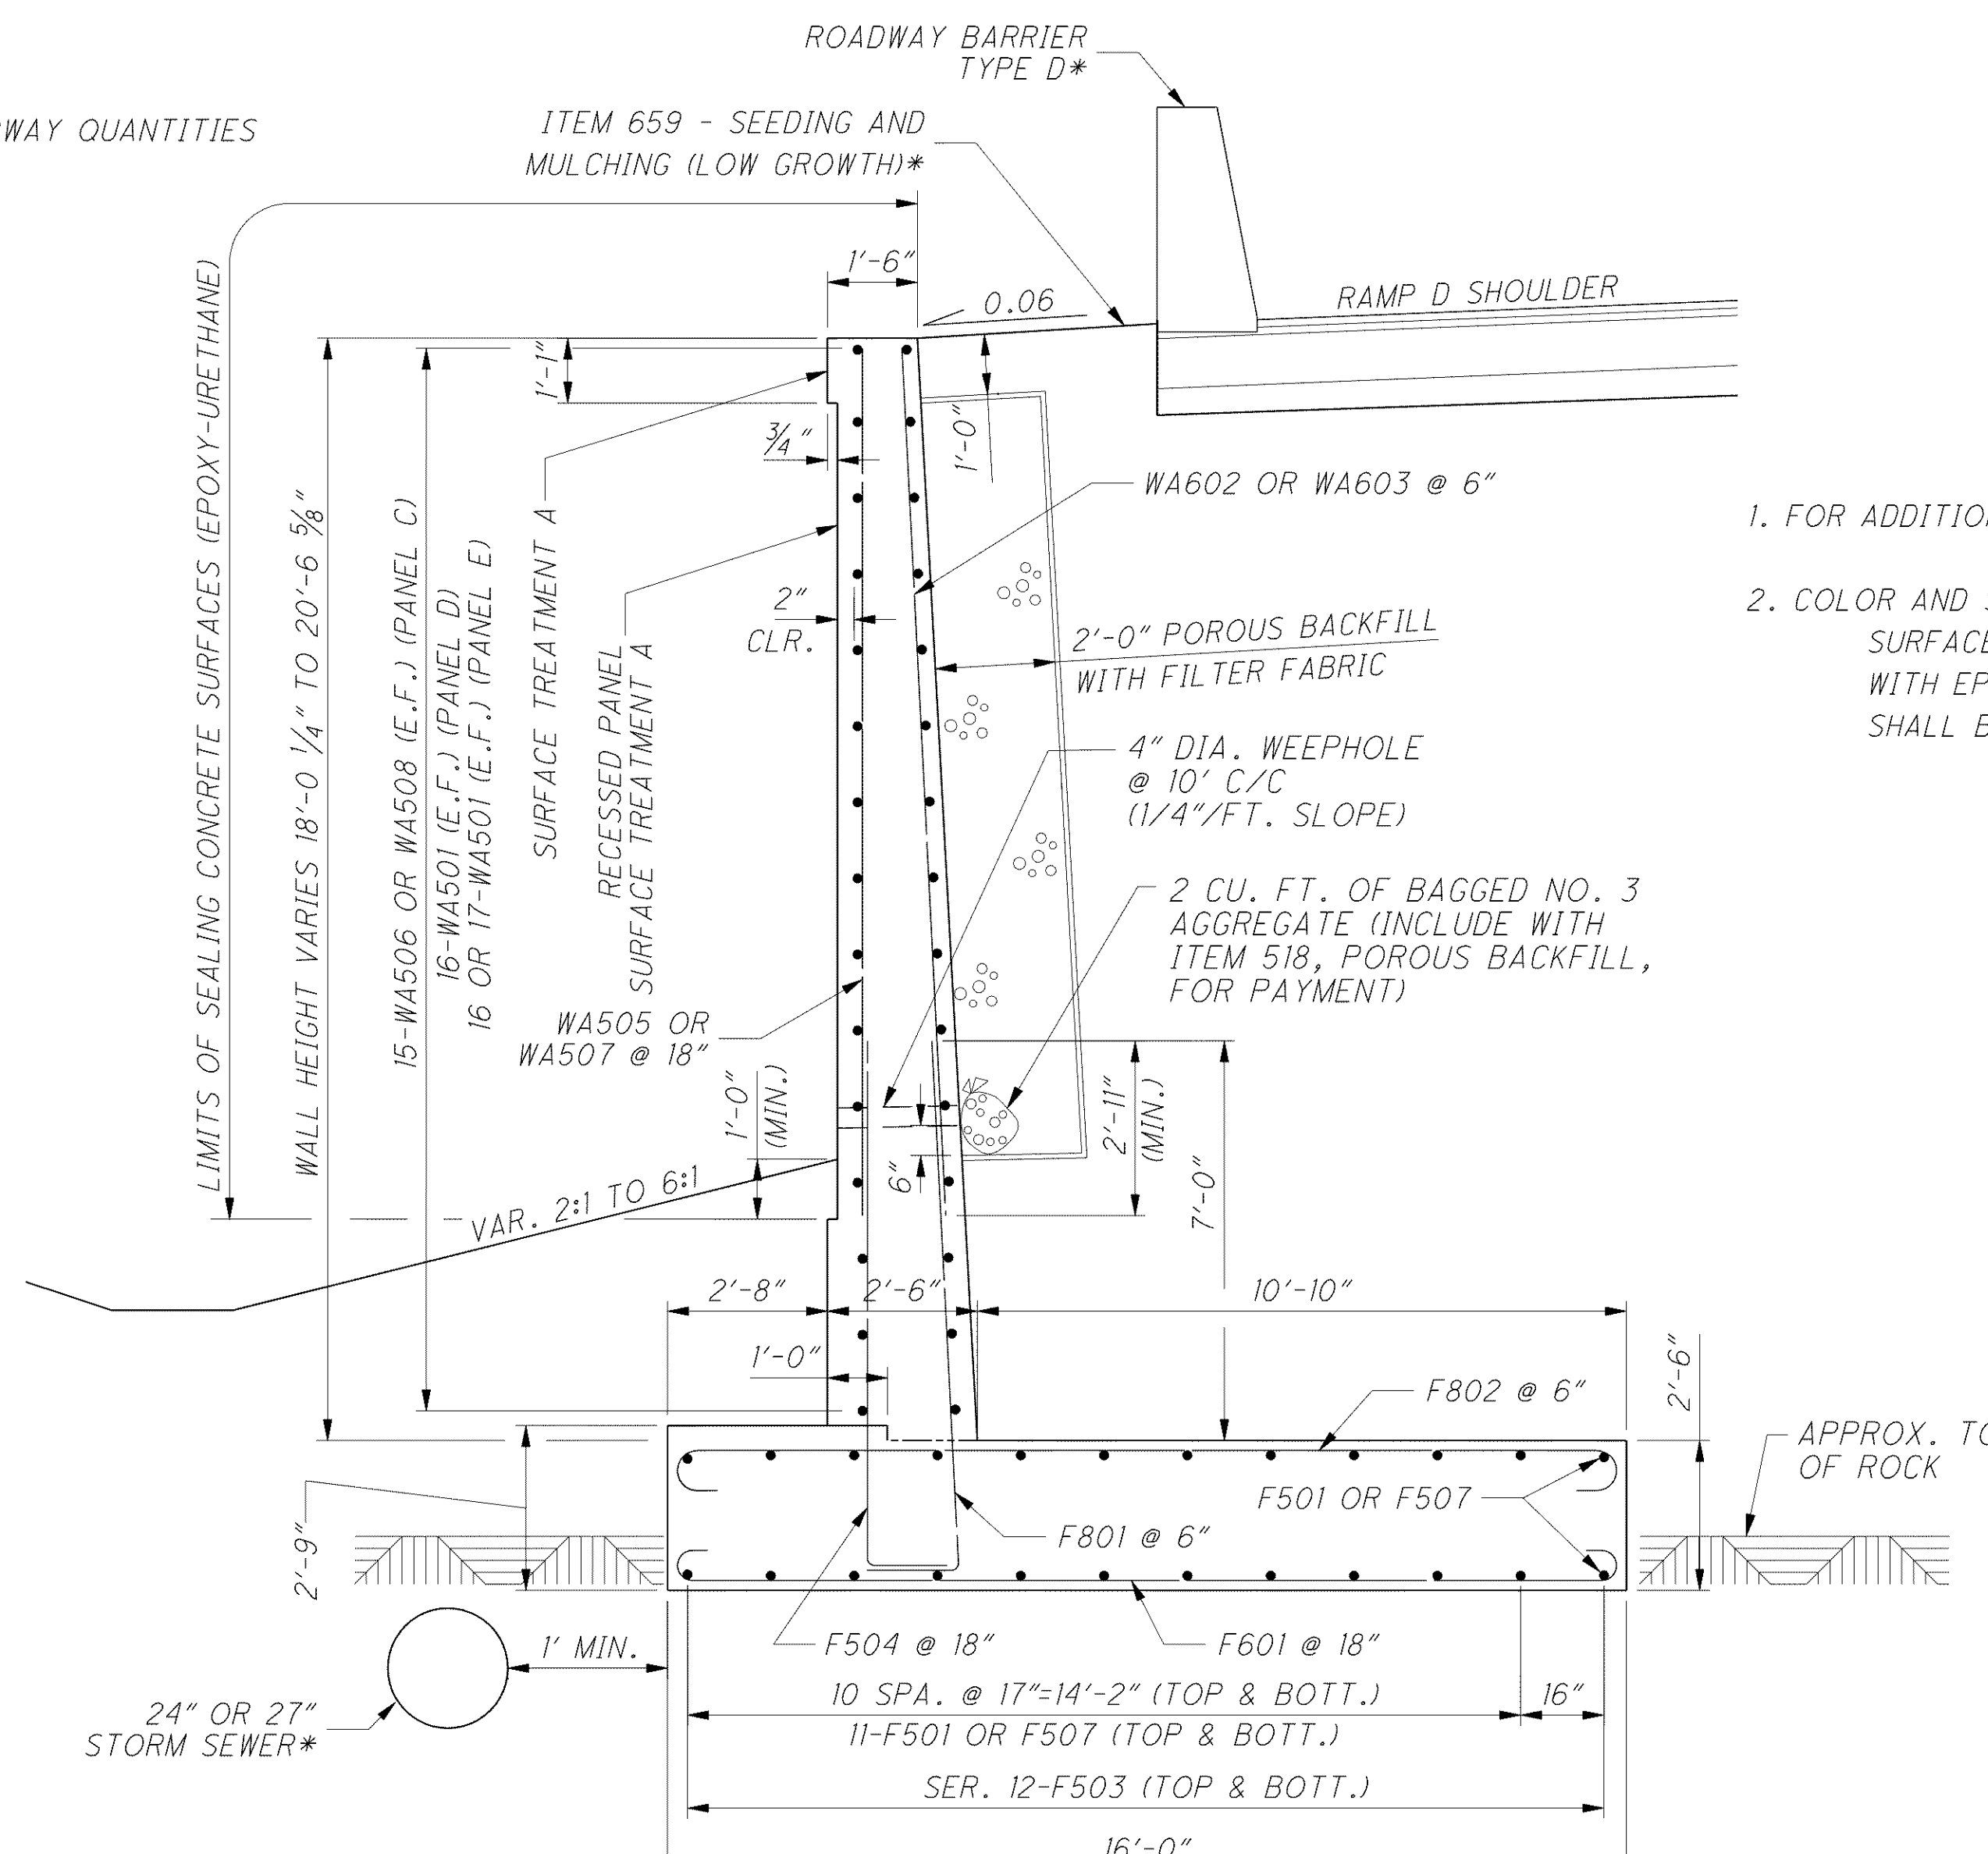 ROADWAY BARRIER
TYPE D*
WAY QUANTITIES
ITEM 659 - SEEDING AND
MULCHING (LOW GROWTH)*
1'-6"
0.06
RAMP D SHOULDER
LIMITS OF SEALING CONCRETE SURFACES (EPOXY-URETHANE)
WALL HEIGHT VARIES 18'-0 1/4" TO 20'-6 5/8"
15-WA506 OR WA508 (E.F.) (PANEL C)
16-WA501 (E.F.) (PANEL D)
16 OR 17-WA501 (E.F.) (PANEL E)
SURFACE TREATMENT A
RECESSED PANEL
SURFACE TREATMENT A
1'-1"
3/4"
1'-0"
WA602 OR WA603 @ 6"
2"
CLR.
2'-0" POROUS BACKFILL
WITH FILTER FABRIC
4" DIA. WEEPHOLE
@ 10' C/C
(1/4"/FT. SLOPE)
2 CU. FT. OF BAGGED NO. 3
AGGREGATE (INCLUDE WITH
ITEM 518, POROUS BACKFILL,
FOR PAYMENT)
1. FOR ADDITIO
2. COLOR AND
SURFACE
WITH EP
SHALL B
WA505 OR
WA507 @ 18"
1'-0"
(MIN.)
6"
2'-11"
(MIN.)
7'-0"
VAR. 2:1 TO 6:1
2'-8"
2'-6"
10'-10"
1'-0"
2'-6"
F802 @ 6"
APPROX. TO
OF ROCK
F501 OR F507
F801 @ 6"
2'-9"
F504 @ 18"
F601 @ 18"
1' MIN.
24" OR 27"
STORM SEWER*
10 SPA. @ 17"=14'-2" (TOP & BOTT.)
16"
11-F501 OR F507 (TOP & BOTT.)
SER. 12-F503 (TOP & BOTT.)
16'-0"